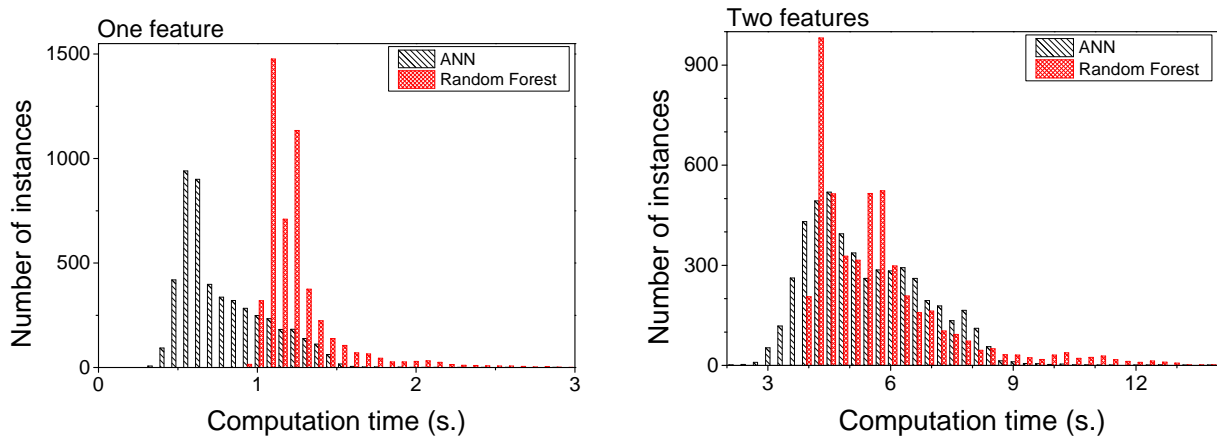 One feature
ANN
Random Forest
1500
1000
500
0
0
1
2
3
Number of instances
Computation time (s.)
Two features
ANN
Random Forest
900
600
300
0
3
6
9
12
Number of instances
Computation time (s.)